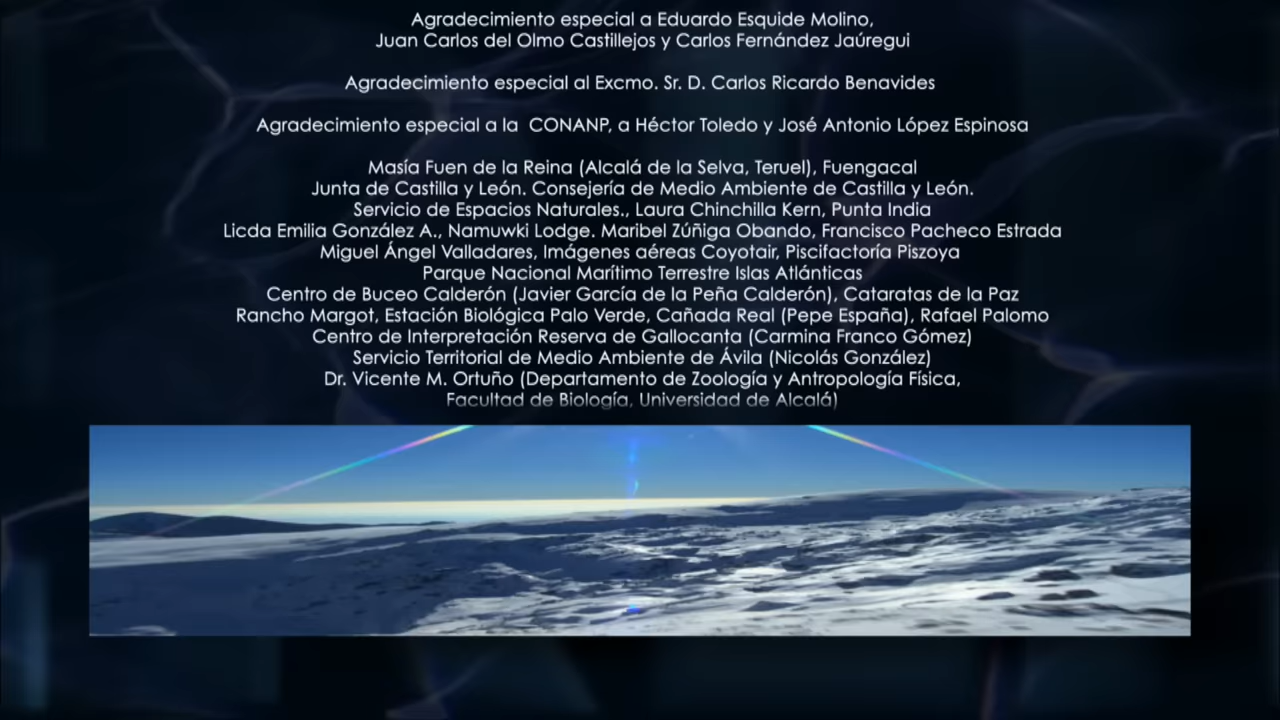 Agradecimiento especial a Eduardo Esquide Molino,
Juan Carlos del Olmo Castillejos y Carlos Fernández Jaúregui
Agradecimiento especial al Excmo. Sr. D. Carlos Ricardo Benavides
Agradecimiento especial a la CONANP, a Héctor Toledo y José Antonio López Espinosa
Masía Fuen de la Reina (Alcalá de la Selva, Teruel), Fuengacal
Junta de Castilla y León. Consejería de Medio Ambiente de Castilla y León.
Servicio de Espacios Naturales., Laura Chinchilla Kern, Punta India
Licda Emilia González A., Namuwki Lodge. Maribel Zúñiga Obando, Francisco Pacheco Estrada
Miguel Ángel Valladares, Imágenes aéreas Coyotair, Piscifactoría Piszoya
Parque Nacional Marítimo Terrestre Islas Atlánticas
Centro de Buceo Calderón (Javier García de la Peña Calderón), Cataratas de la Paz
Rancho Margot, Estación Biológica Palo Verde, Cañada Real (Pepe España), Rafael Palomo
Centro de Interpretación Reserva de Gallocanta (Carmina Franco Gómez)
Servicio Territorial de Medio Ambiente de Ávila (Nicolás González)
Dr. Vicente M. Ortuño (Departamento de Zoología y Antropología Física,
Facultad de Biología, Universidad de Alcalá)